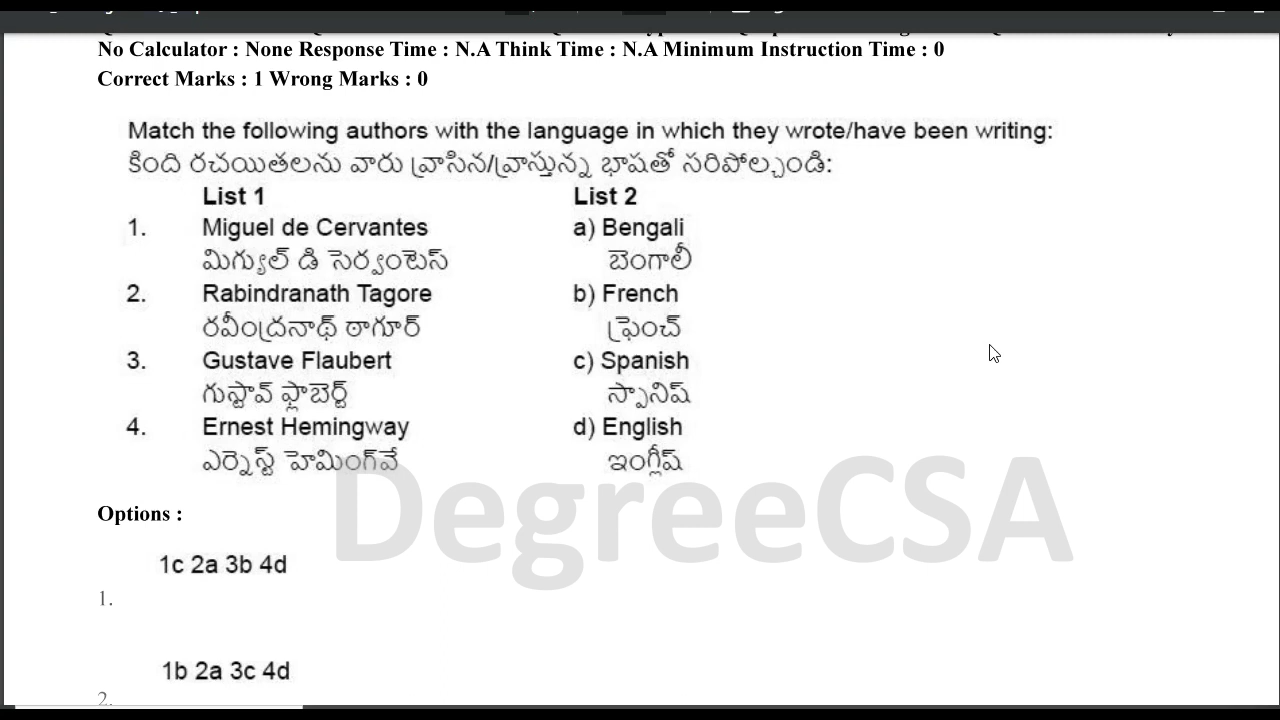 No Calculator : None Response Time : N.A Think Time : N.A Minimum Instruction Time : 0
Correct Marks : 1 Wrong Marks : 0
Match the following authors with the language in which they wrote/have been writing:
కింది రచయితలను వారు వ్రాసిన/వ్రాస్తున్న భాషతో సరిపోల్చండి:
List 1 List 2
1. Miguel de Cervantes a) Bengali
మిగ్యుల్ డి సెర్వంటెస్ బెంగాలీ
2. Rabindranath Tagore b) French
రవీంద్రనాథ్ ఠాగూర్ ఫ్రెంచ్
3. Gustave Flaubert c) Spanish
గుస్టావ్ ఫ్లాబెర్ట్ స్పానిష్
4. Ernest Hemingway d) English
ఎర్నెస్ట్ హెమింగ్‌వే ఇంగ్లీష్
DegreeCSA
Options :
1c 2a 3b 4d
1.
1b 2a 3c 4d
2.